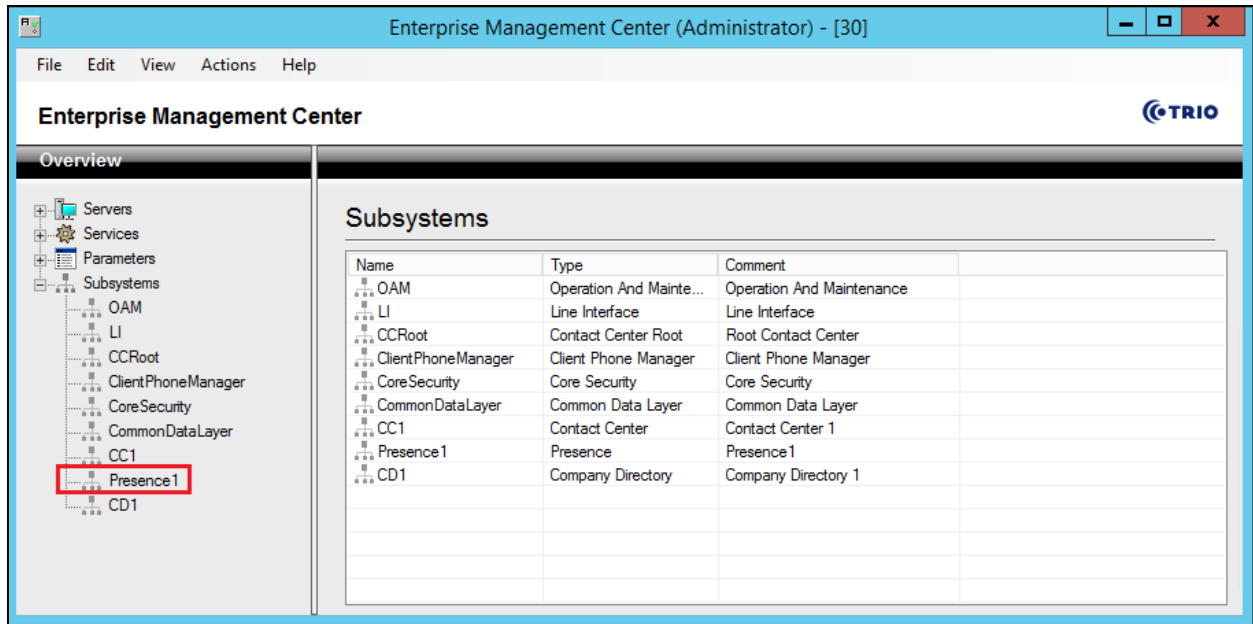 Enterprise Management Center (Administrator) - [30]
File Edit View Actions Help
Enterprise Management Center
TRIO
Overview
Servers
Services
Parameters
Subsystems
OAM
LI
CCRoot
ClientPhoneManager
CoreSecurity
CommonDataLayer
CC1
Presence1
CD1
Subsystems
Name Type Comment
OAM Operation And Mainte... Operation And Maintenance
LI Line Interface Line Interface
CCRoot Contact Center Root Root Contact Center
ClientPhoneManager Client Phone Manager Client Phone Manager
CoreSecurity Core Security Core Security
CommonDataLayer Common Data Layer Common Data Layer
CC1 Contact Center Contact Center 1
Presence1 Presence Presence1
CD1 Company Directory Company Directory 1